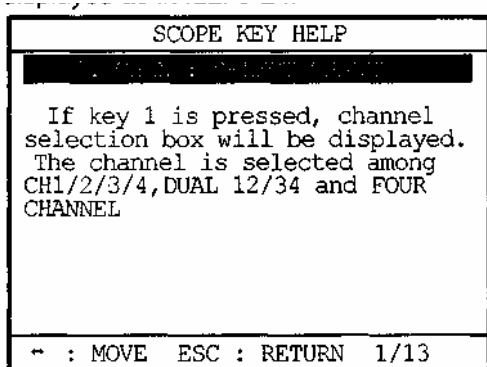 SCOPE KEY HELP
If key 1 is pressed, channel
selection box will be displayed.
The channel is selected among
CH1/2/3/4,DUAL 12/34 and FOUR
CHANNEL
↔ : MOVE ESC : RETURN 1/13